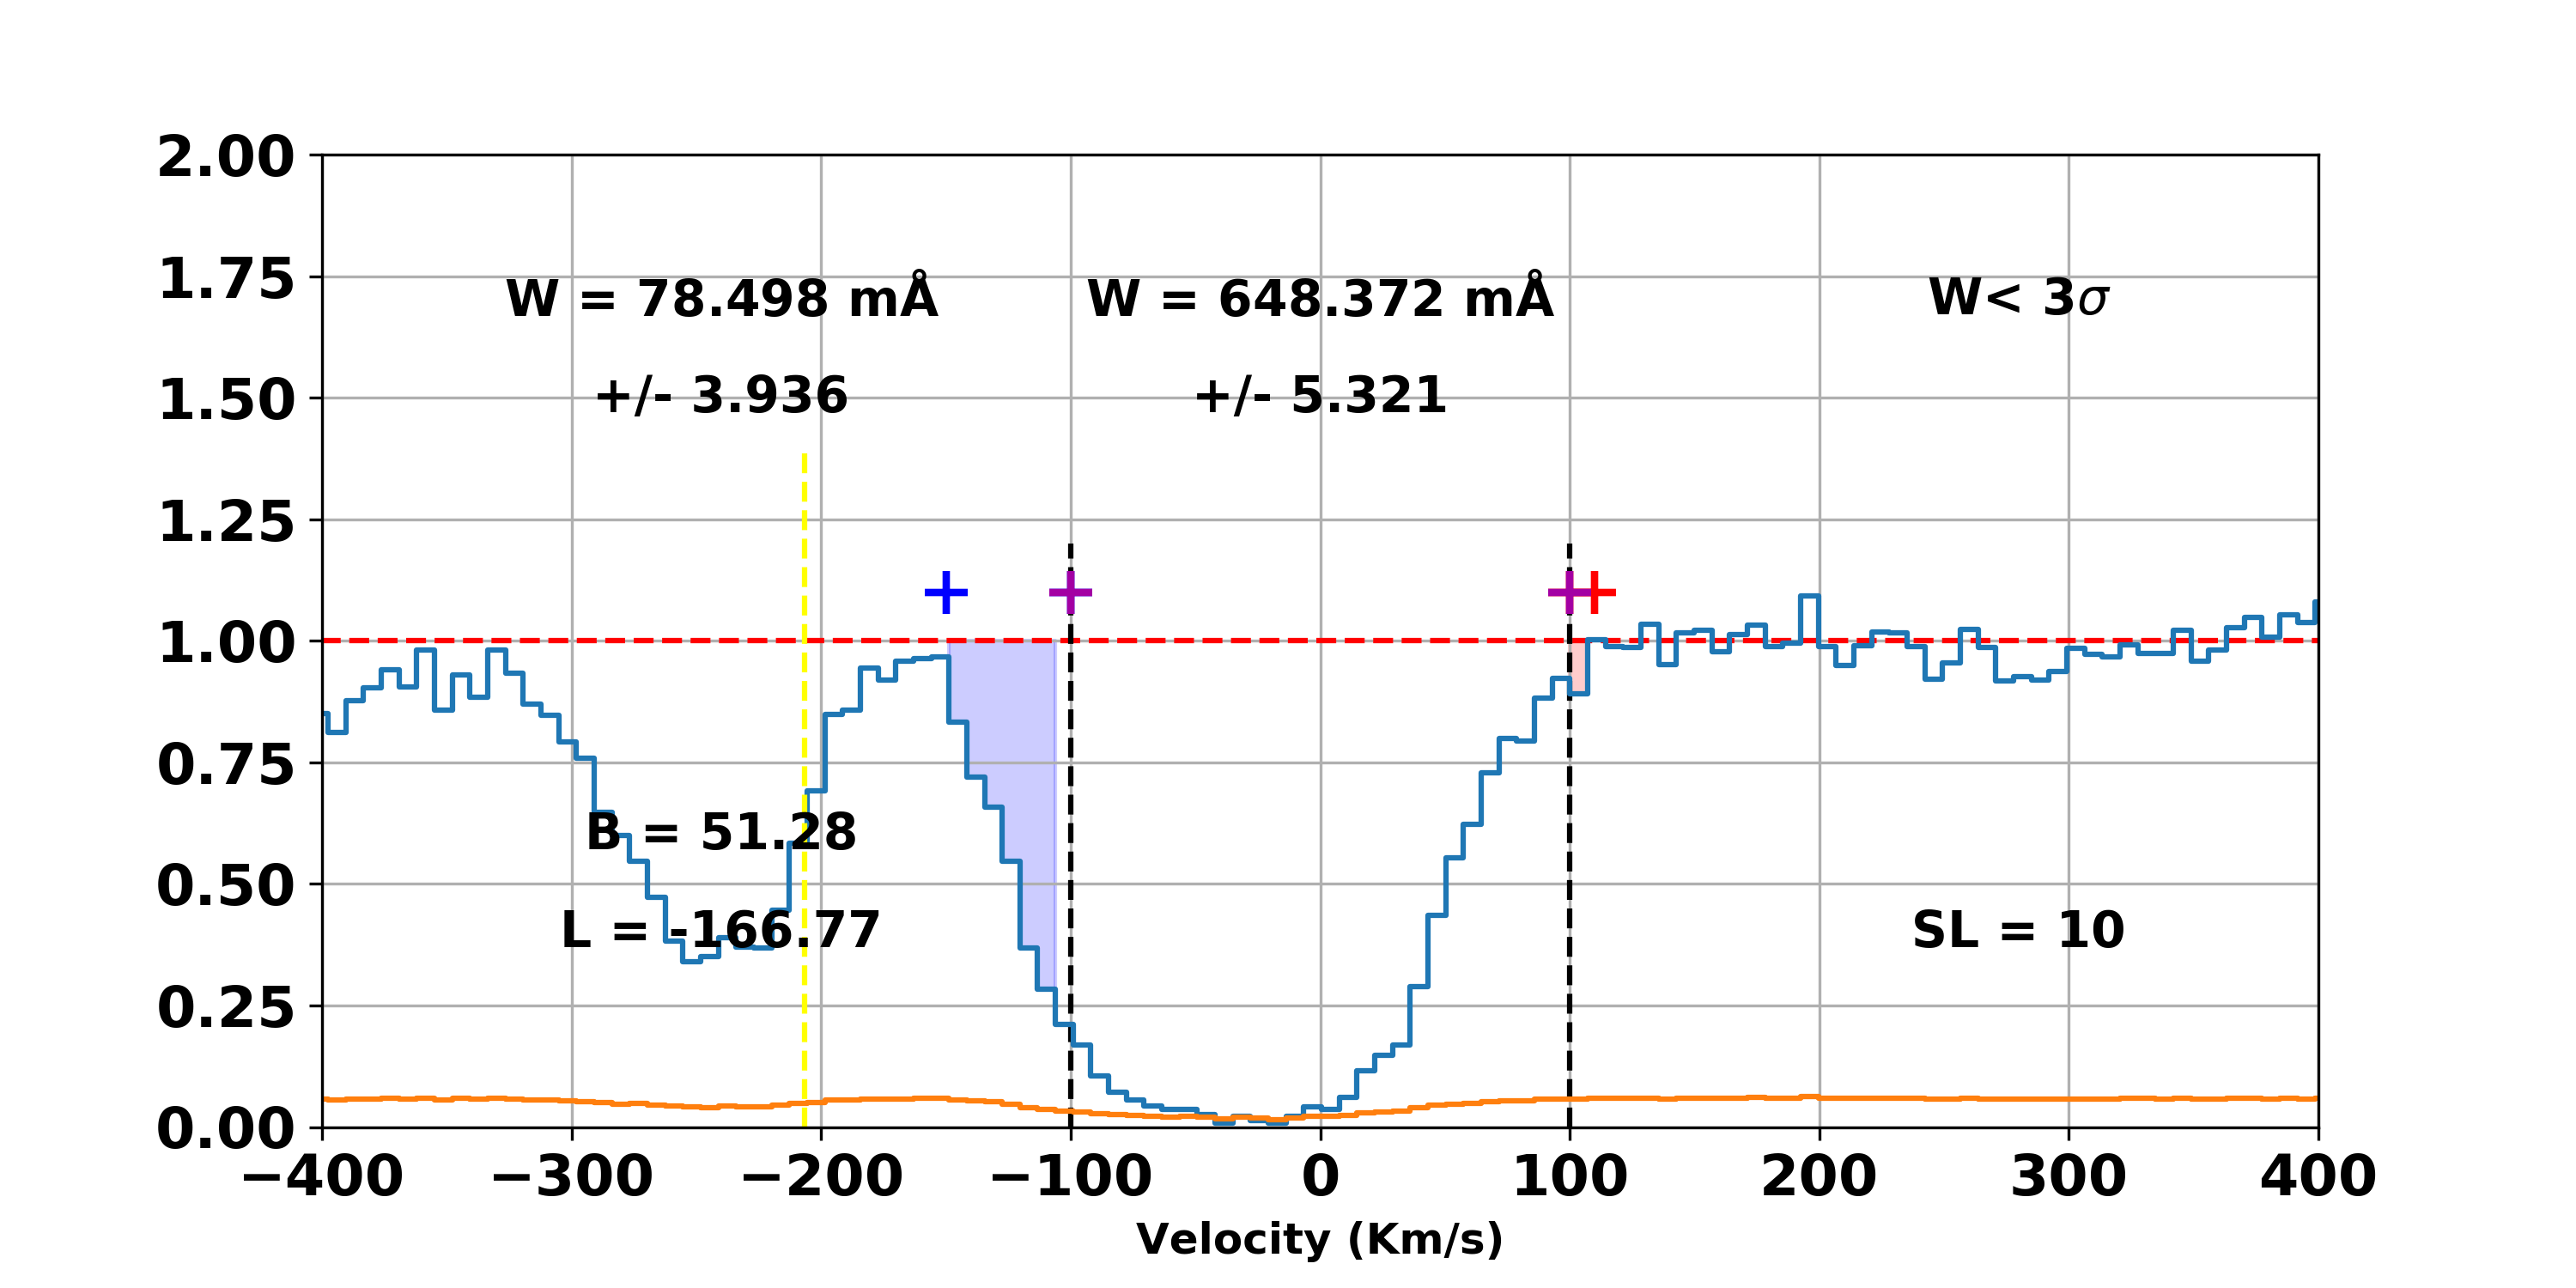 2.00
1.75
1.50
1.25
1.00
0.75
0.50
0.25
0.00
W = 78.498 mÅ
+/- 3.936
W = 648.372 mÅ
+/- 5.321
W< 3σ
B = 51.28
L = -166.77
SL = 10
−400 −300 −200 −100 0 100 200 300 400
Velocity (Km/s)